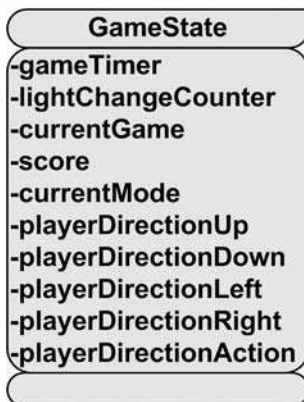 GameState
-gameTimer
-lightChangeCounter
-currentGame
-score
-currentMode
-playerDirectionUp
-playerDirectionDown
-playerDirectionLeft
-playerDirectionRight
-playerDirectionAction